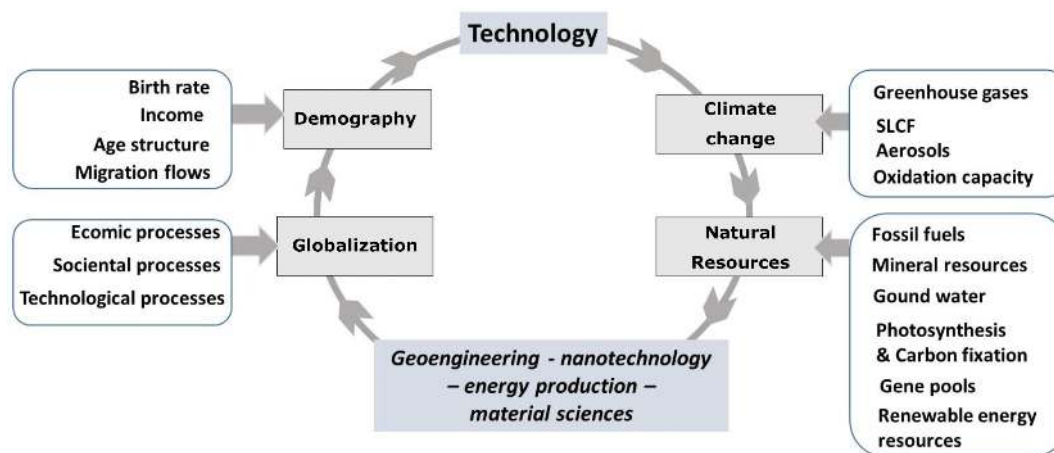 Technology
Birth rate
Income
Age structure
Migration flows
Demography
Climate
change
Greenhouse gases
SLCF
Aerosols
Oxidation capacity
Ecomic processes
Sociental processes
Technological processes
Globalization
Natural
Resources
Fossil fuels
Mineral resources
Gound water
Photosynthesis
& Carbon fixation
Gene pools
Renewable energy
resources
Geoengineering - nanotechnology
– energy production –
material sciences